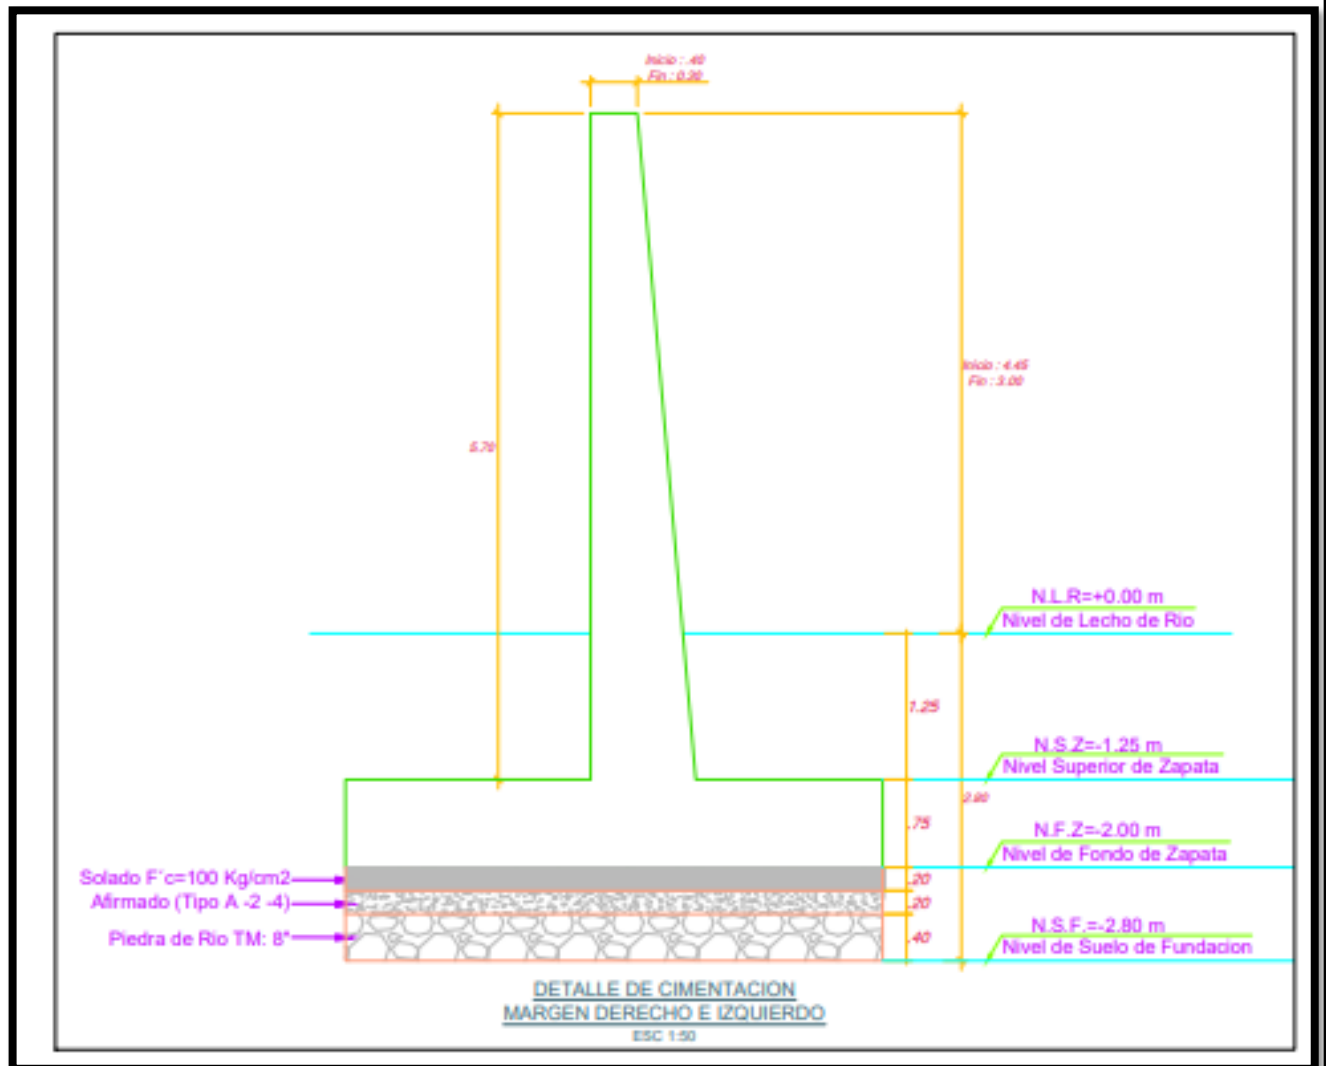 Inicio : .40
Fin : 0.30
Inicio : 4.45
Fin : 3.00
5.70
N.L.R=+0.00 m
Nivel de Lecho de Rio
1.25
N.S.Z=-1.25 m
Nivel Superior de Zapata
2.80
.75
N.F.Z=-2.00 m
Nivel de Fondo de Zapata
Solado F´c=100 Kg/cm2
.20
Afirmado (Tipo A -2 -4)
.20
Piedra de Rio TM: 8"
.40
N.S.F.=-2.80 m
Nivel de Suelo de Fundacion
DETALLE DE CIMENTACION
MARGEN DERECHO E IZQUIERDO
ESC 1:50